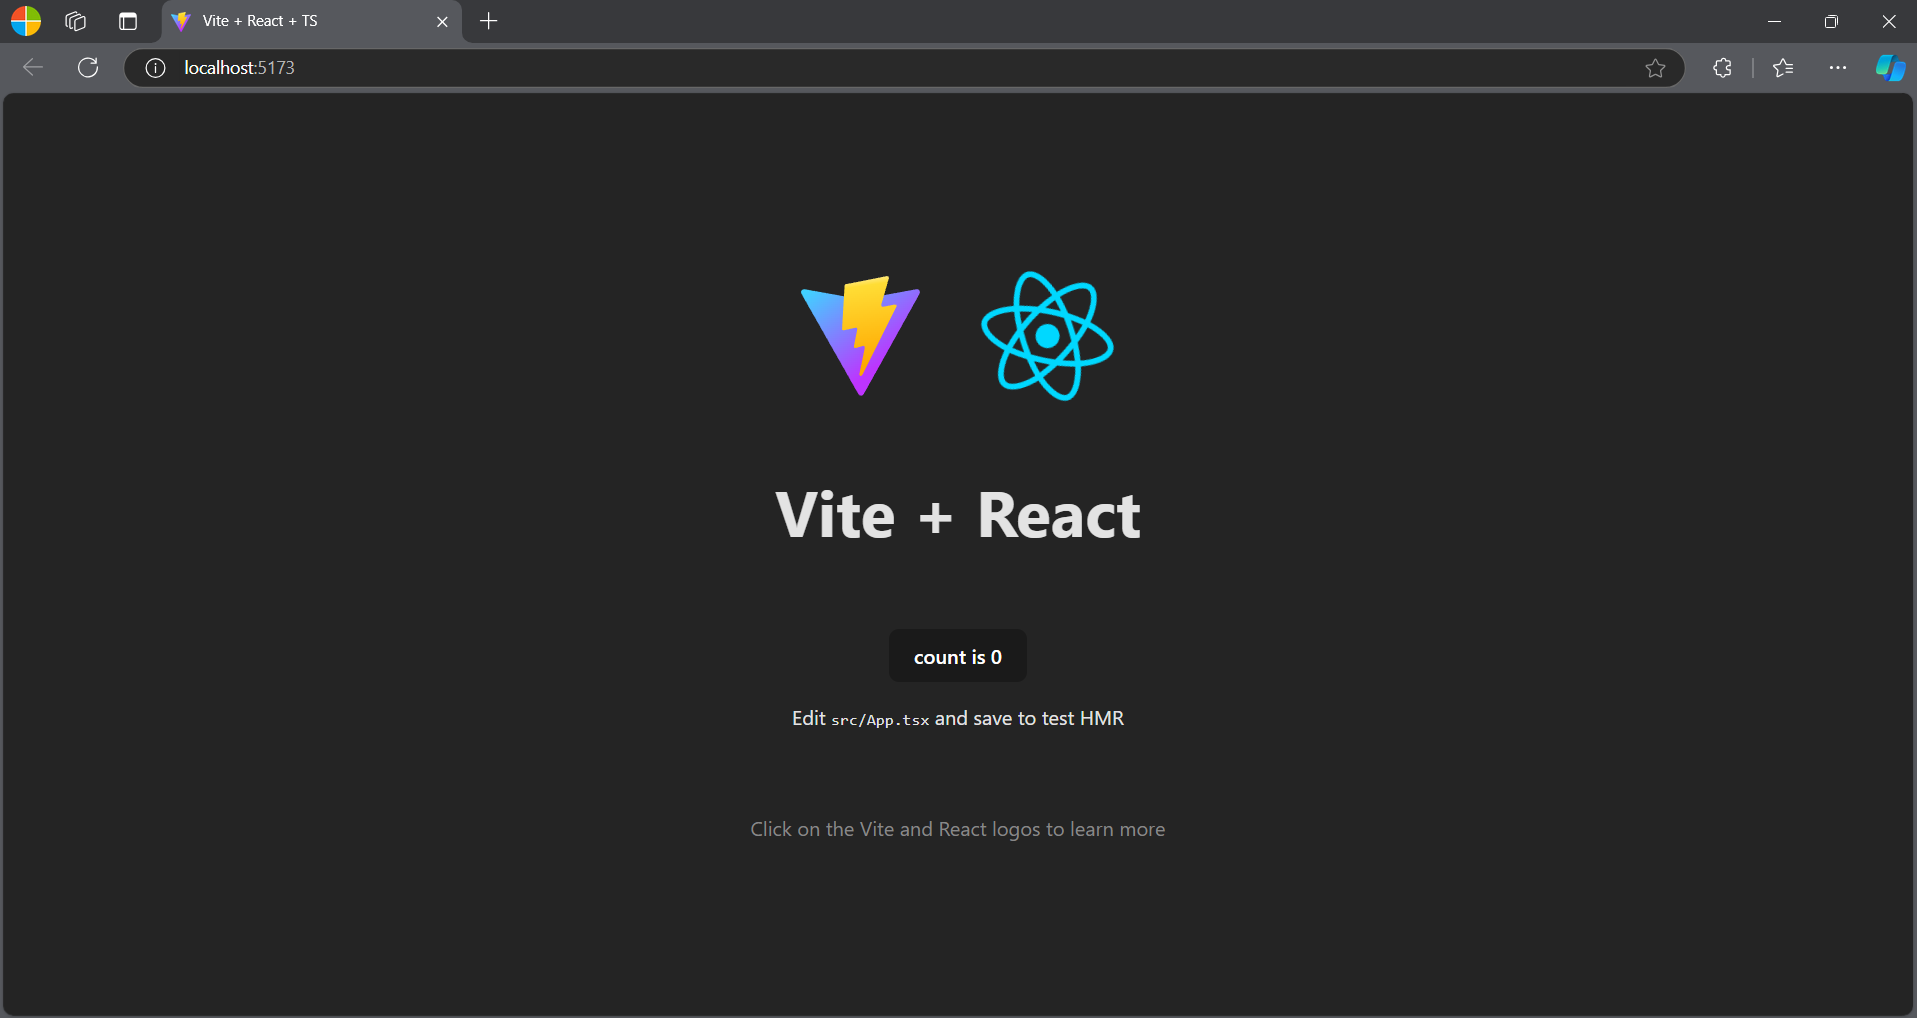 Vite + React + TS
localhost:5173
Vite + React
count is 0
Edit src/App.tsx and save to test HMR
Click on the Vite and React logos to learn more